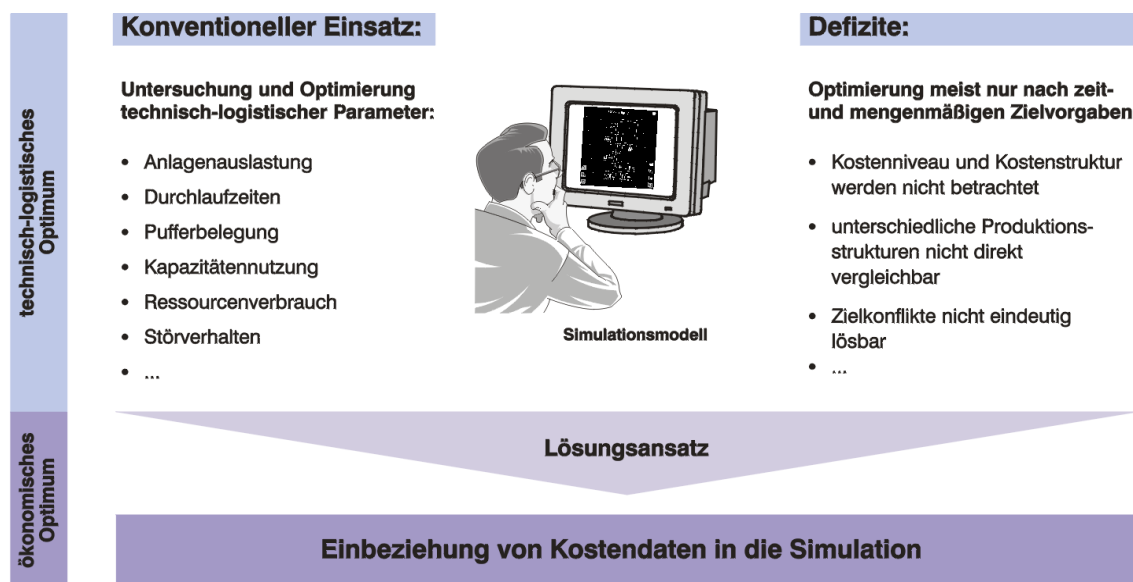 technisch-logistisches
Optimum
Konventioneller Einsatz:
Untersuchung und Optimierung
technisch-logistischer Parameter:
• Anlagenauslastung
• Durchlaufzeiten
• Pufferbelegung
• Kapazitätennutzung
• Ressourcenverbrauch
• Störverhalten
• ...
Simulationsmodell
Defizite:
Optimierung meist nur nach zeit-
und mengenmäßigen Zielvorgaben
• Kostenniveau und Kostenstruktur
werden nicht betrachtet
• unterschiedliche Produktions-
strukturen nicht direkt
vergleichbar
• Zielkonflikte nicht eindeutig
lösbar
• ...
ökonomisches
Optimum
Lösungsansatz
Einbeziehung von Kostendaten in die Simulation